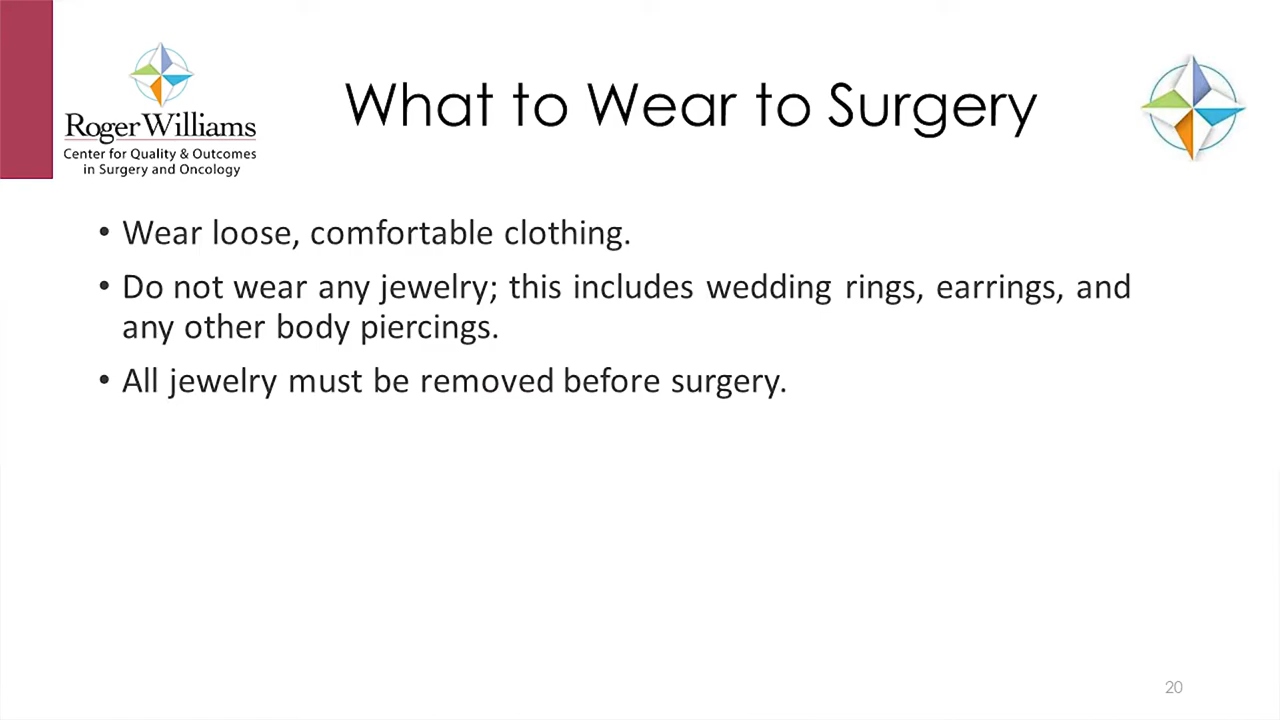 Roger Williams
Center for Quality & Outcomes
in Surgery and Oncology
What to Wear to Surgery
• Wear loose, comfortable clothing.
• Do not wear any jewelry; this includes wedding rings, earrings, and
any other body piercings.
• All jewelry must be removed before surgery.
20